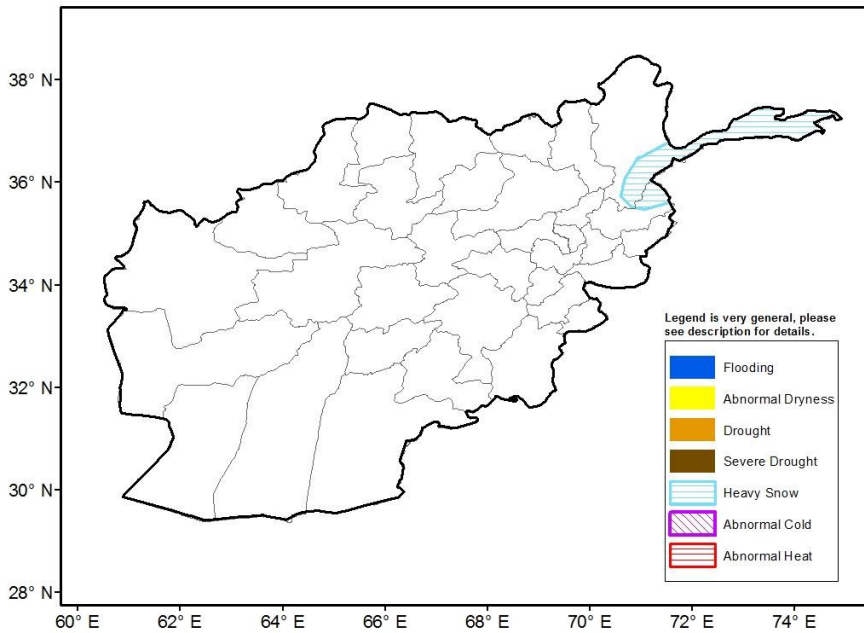 38° N
36° N
34° N
32° N
30° N
28° N
Legend is very general, please
see description for details.
Flooding
Abnormal Dryness
Drought
Severe Drought
Heavy Snow
Abnormal Cold
Abnormal Heat
60° E 62° E 64° E 66° E 68° E 70° E 72° E 74° E